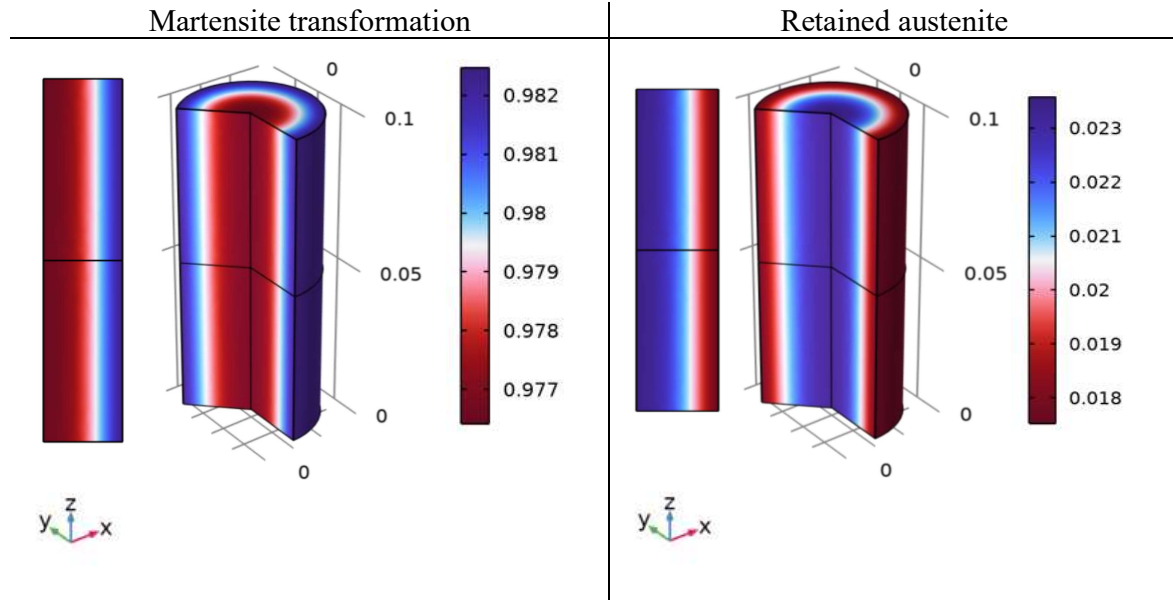 Martensite transformation
Retained austenite
0
0.1
0.05
0
0
0.982
0.981
0.98
0.979
0.978
0.977
z
y
x
0
0.1
0.05
0
0
0.023
0.022
0.021
0.02
0.019
0.018
z
y
x